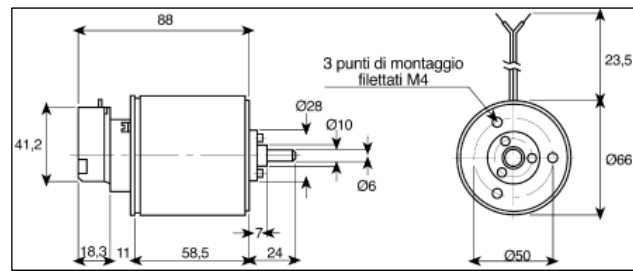 88
3 punti di montaggio
filettati M4
23,5
Ø28
Ø10
41,2
Ø66
Ø6
7
18,3
11
58,5
24
Ø50